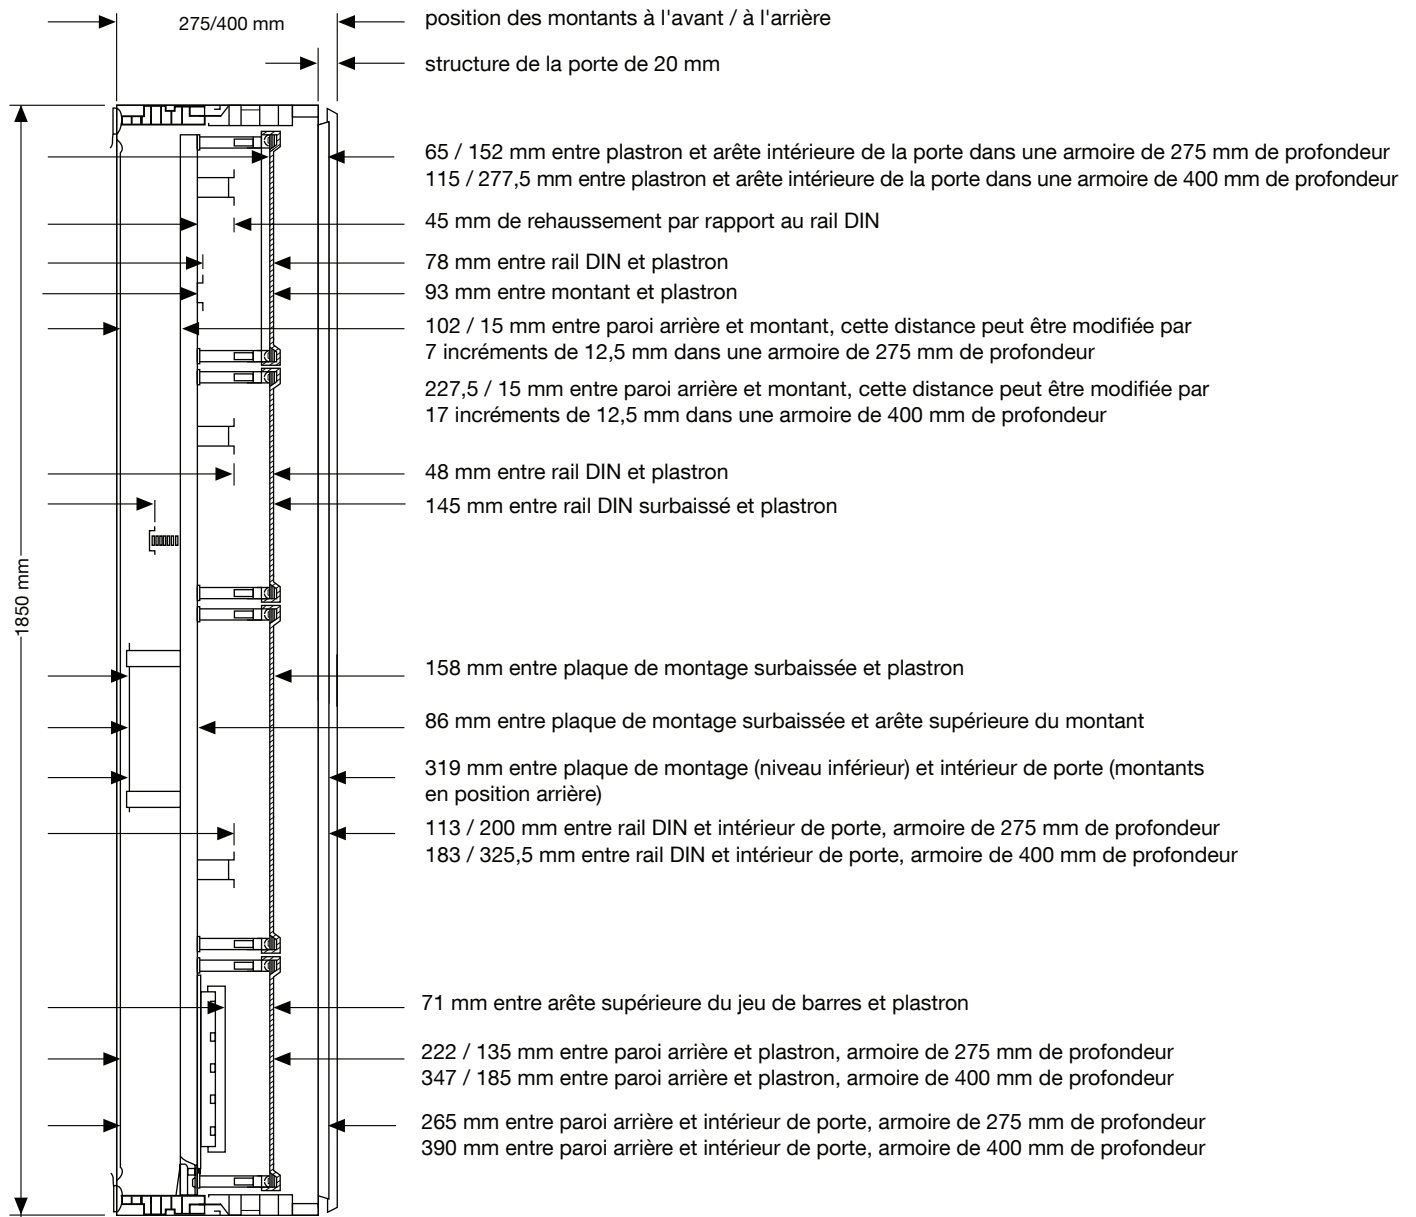 275/400 mm
position des montants à l'avant / à l'arrière
structure de la porte de 20 mm
65 / 152 mm entre plastron et arête intérieure de la porte dans une armoire de 275 mm de profondeur
115 / 277,5 mm entre plastron et arête intérieure de la porte dans une armoire de 400 mm de profondeur
45 mm de rehaussement par rapport au rail DIN
78 mm entre rail DIN et plastron
93 mm entre montant et plastron
102 / 15 mm entre paroi arrière et montant, cette distance peut être modifiée par
7 incréments de 12,5 mm dans une armoire de 275 mm de profondeur
227,5 / 15 mm entre paroi arrière et montant, cette distance peut être modifiée par
17 incréments de 12,5 mm dans une armoire de 400 mm de profondeur
48 mm entre rail DIN et plastron
145 mm entre rail DIN surbaissé et plastron
1850 mm
158 mm entre plaque de montage surbaissée et plastron
86 mm entre plaque de montage surbaissée et arête supérieure du montant
319 mm entre plaque de montage (niveau inférieur) et intérieur de porte (montants
en position arrière)
113 / 200 mm entre rail DIN et intérieur de porte, armoire de 275 mm de profondeur
183 / 325,5 mm entre rail DIN et intérieur de porte, armoire de 400 mm de profondeur
71 mm entre arête supérieure du jeu de barres et plastron
222 / 135 mm entre paroi arrière et plastron, armoire de 275 mm de profondeur
347 / 185 mm entre paroi arrière et plastron, armoire de 400 mm de profondeur
265 mm entre paroi arrière et intérieur de porte, armoire de 275 mm de profondeur
390 mm entre paroi arrière et intérieur de porte, armoire de 400 mm de profondeur